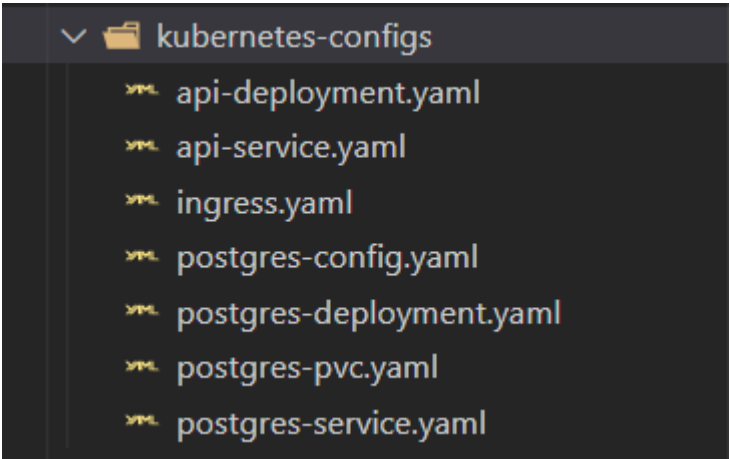 kubernetes-configs
api-deployment.yaml
api-service.yaml
ingress.yaml
postgres-config.yaml
postgres-deployment.yaml
postgres-pvc.yaml
postgres-service.yaml